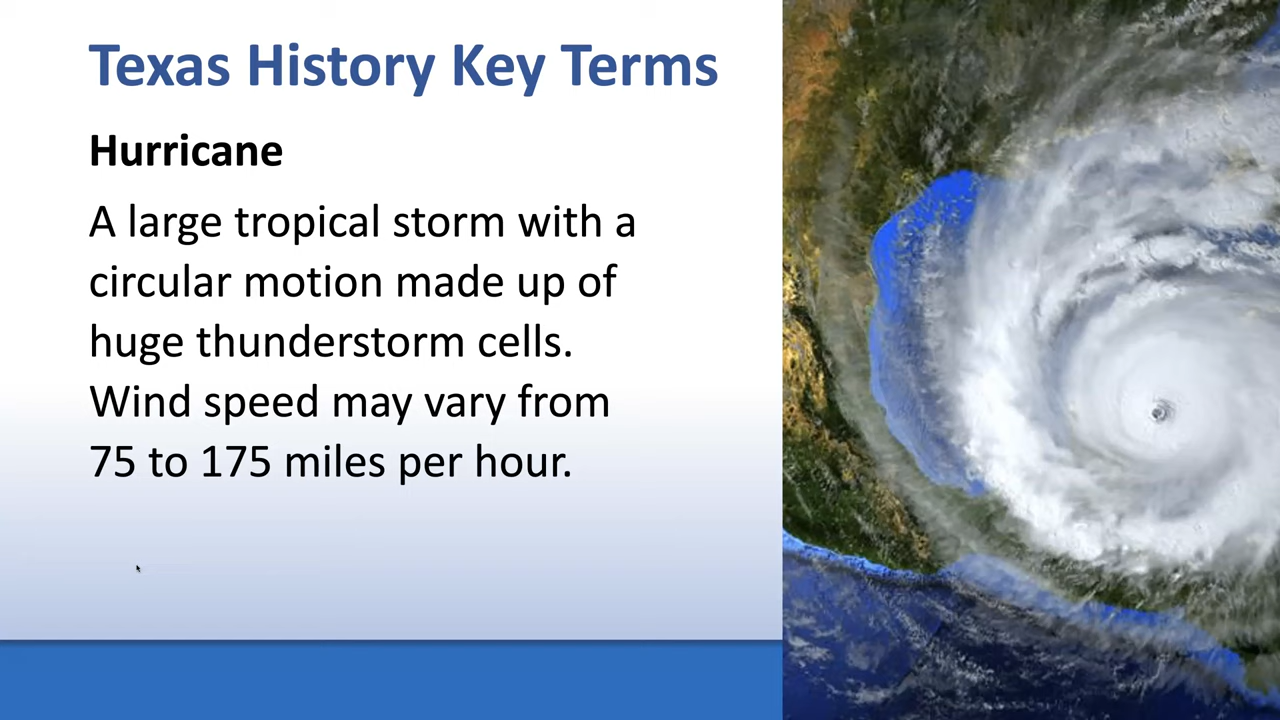 Texas History Key Terms
Hurricane
A large tropical storm with a
circular motion made up of
huge thunderstorm cells.
Wind speed may vary from
75 to 175 miles per hour.